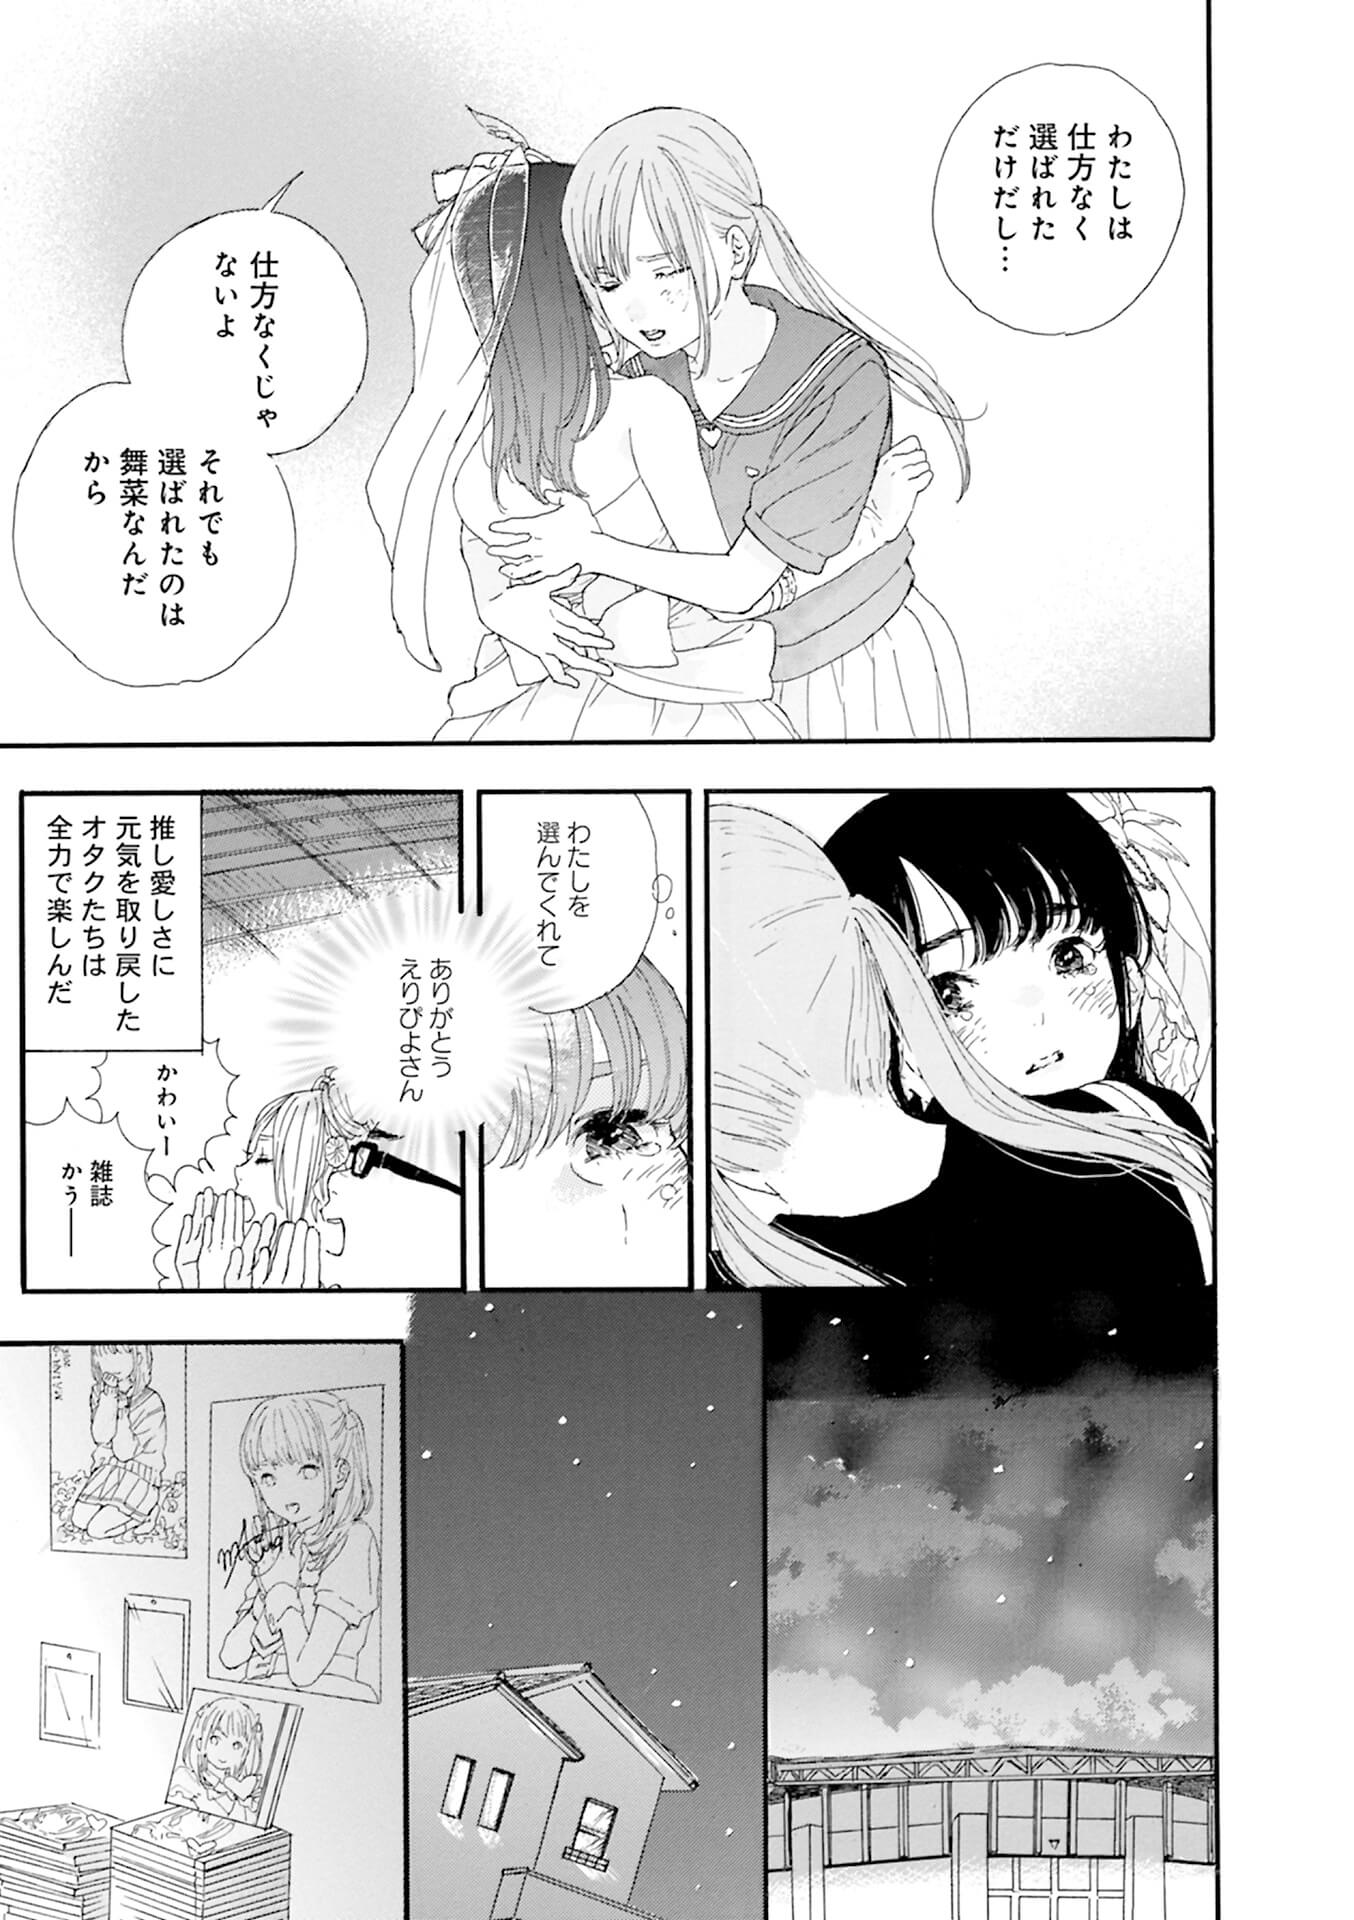 わたしは
仕方なく
選ばれた
だけだし…
仕方なくじゃ
ないよ
それでも
選ばれたのは
舞菜なんだ
から
わたしを
選んでくれて
ありがとう
えりぴよさん
推し愛しさに
元気を取り戻した
オタクたちは
全力で楽しんだ
かわいー
雑誌
かぅー